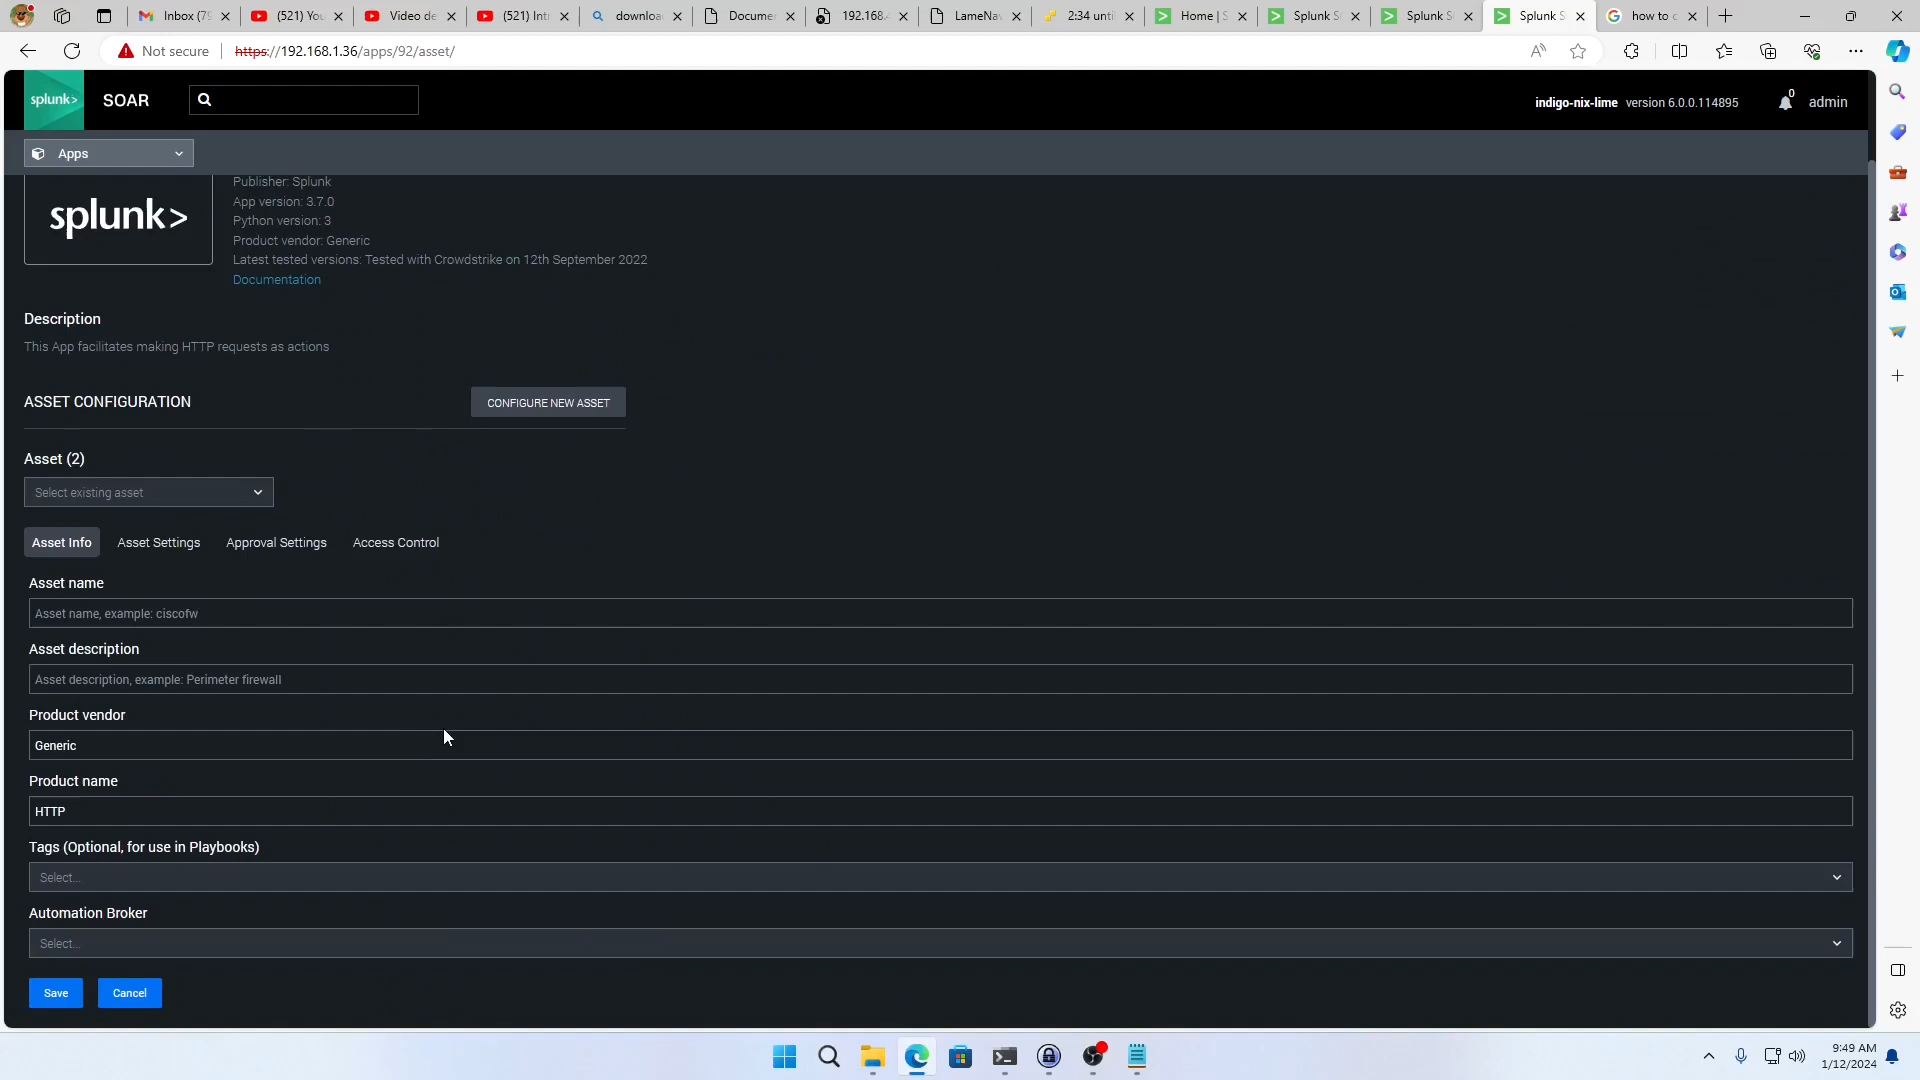 Inbox (79
(521) You
Video de
(521) Int
downloa
Documen
192.168.4
LameNav
2:34 until
Home | S
Splunk S
Splunk S
Splunk S
how to c
Not secure
https://192.168.1.36/apps/92/asset/
splunk>
SOAR
indigo-nix-lime version 6.0.0.114895
0
admin
Apps
splunk>
Publisher: Splunk
App version: 3.7.0
Python version: 3
Product vendor: Generic
Latest tested versions: Tested with Crowdstrike on 12th September 2022
Documentation
Description
This App facilitates making HTTP requests as actions
ASSET CONFIGURATION
CONFIGURE NEW ASSET
Asset (2)
Select existing asset
Asset Info
Asset Settings
Approval Settings
Access Control
Asset name
Asset name, example: ciscofw
Asset description
Asset description, example: Perimeter firewall
Product vendor
Generic
Product name
HTTP
Tags (Optional, for use in Playbooks)
Select...
Automation Broker
Select...
Save
Cancel
9:49 AM
1/12/2024